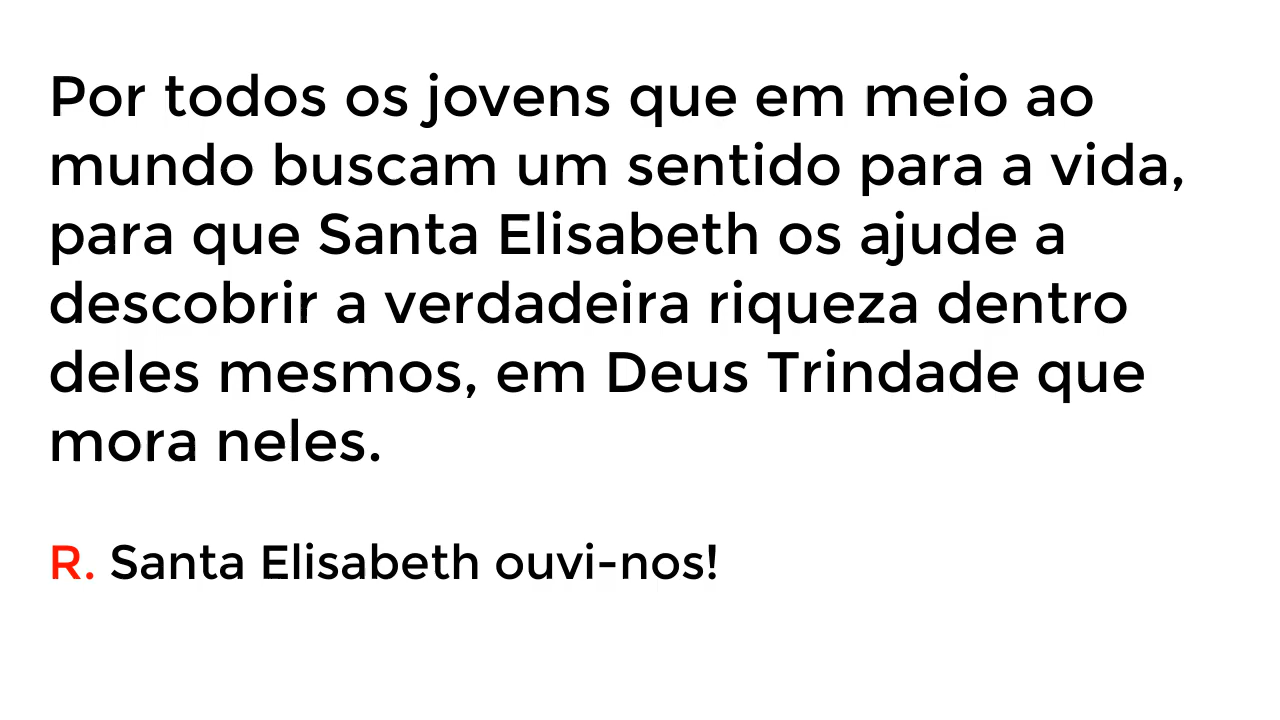 Por todos os jovens que em meio ao
mundo buscam um sentido para a vida,
para que Santa Elisabeth os ajude a
descobrir a verdadeira riqueza dentro
deles mesmos, em Deus Trindade que
mora neles.
R. Santa Elisabeth ouvi-nos!